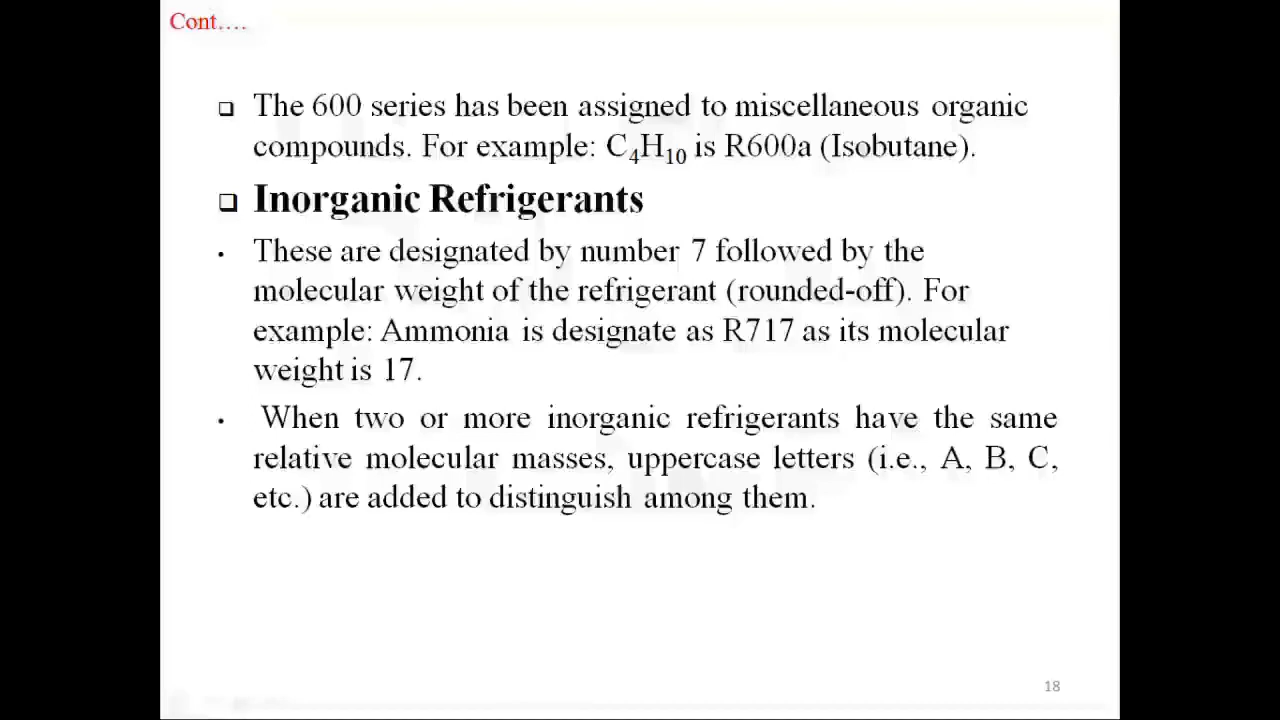 Cont....
❑ The 600 series has been assigned to miscellaneous organic
compounds. For example: C₄H₁₀ is R600a (Isobutane).
❑ Inorganic Refrigerants
• These are designated by number 7 followed by the
molecular weight of the refrigerant (rounded-off). For
example: Ammonia is designate as R717 as its molecular
weight is 17.
• When two or more inorganic refrigerants have the same
relative molecular masses, uppercase letters (i.e., A, B, C,
etc.) are added to distinguish among them.
18